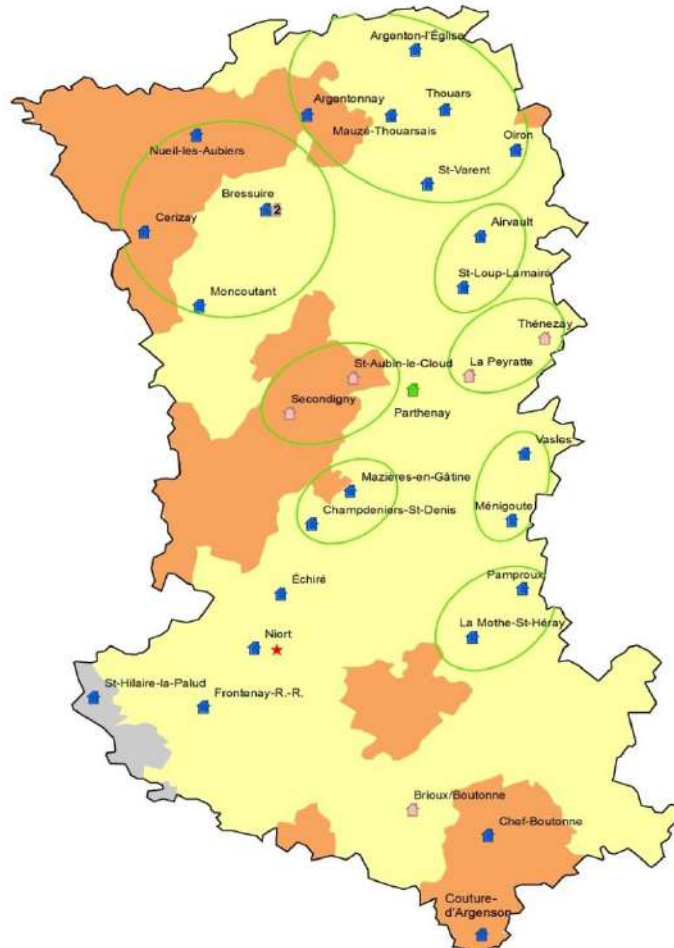 Argenton-l'Église
Argentonnay
Thouars
Mauzé-Thouarsais
Nueil-les-Aubiers
Oiron
St-Varent
Bressuire
2
Cerizay
Airvault
St-Loup-Lamairé
Moncoutant
Thénezay
St-Aubin-le-Cloud
La Peyratte
Secondigny
Parthenay
Vasles
Mazières-en-Gâtine
Champdeniers-St-Denis
Ménigoute
Échiré
Pamproux
La Mothe-St-Héray
Niort
St-Hilaire-la-Palud
Frontenay-R.-R.
Brioux/Boutonne
Chef-Boutonne
Couture-
d'Argenson